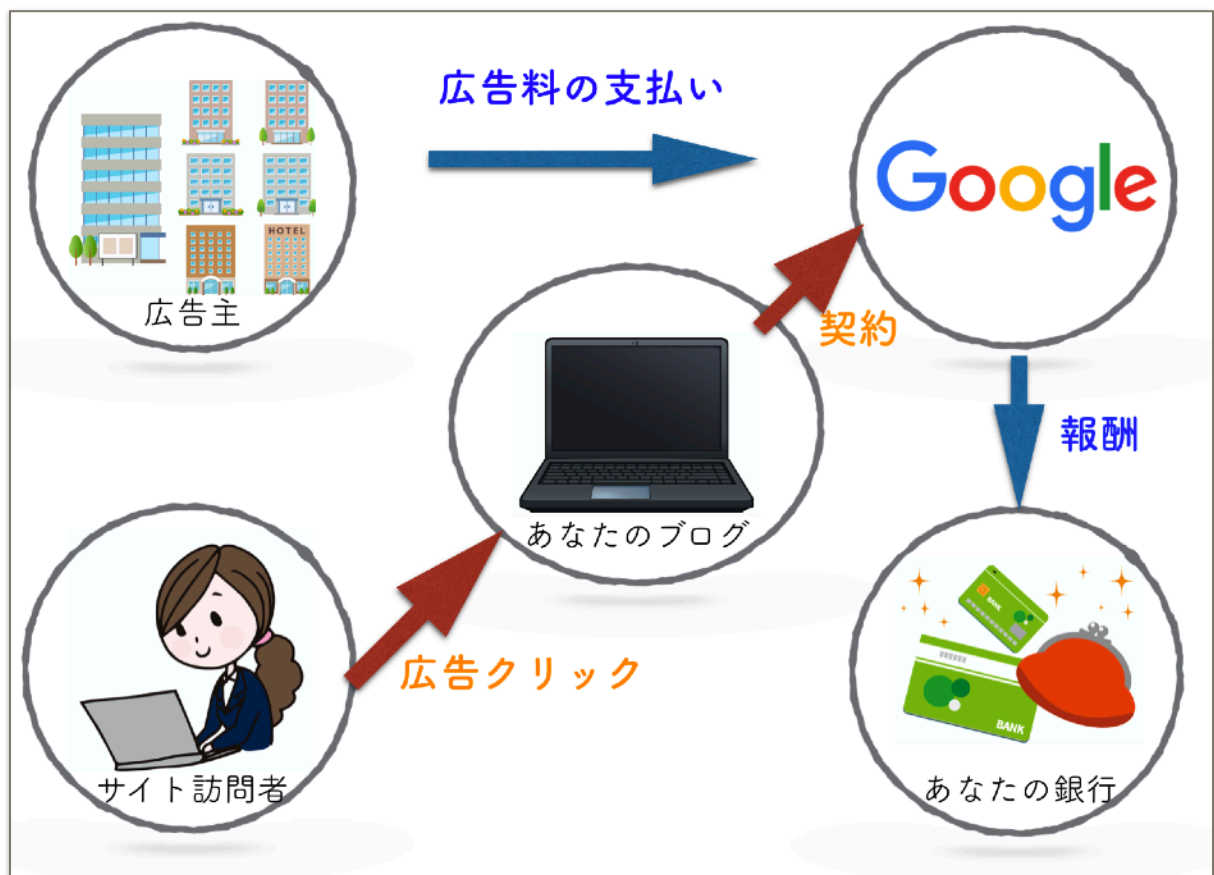 広告料の支払い
Google
HOTEL
広告主
契約
報酬
あなたのブログ
広告クリック
BANK
BANK
サイト訪問者
あなたの銀行